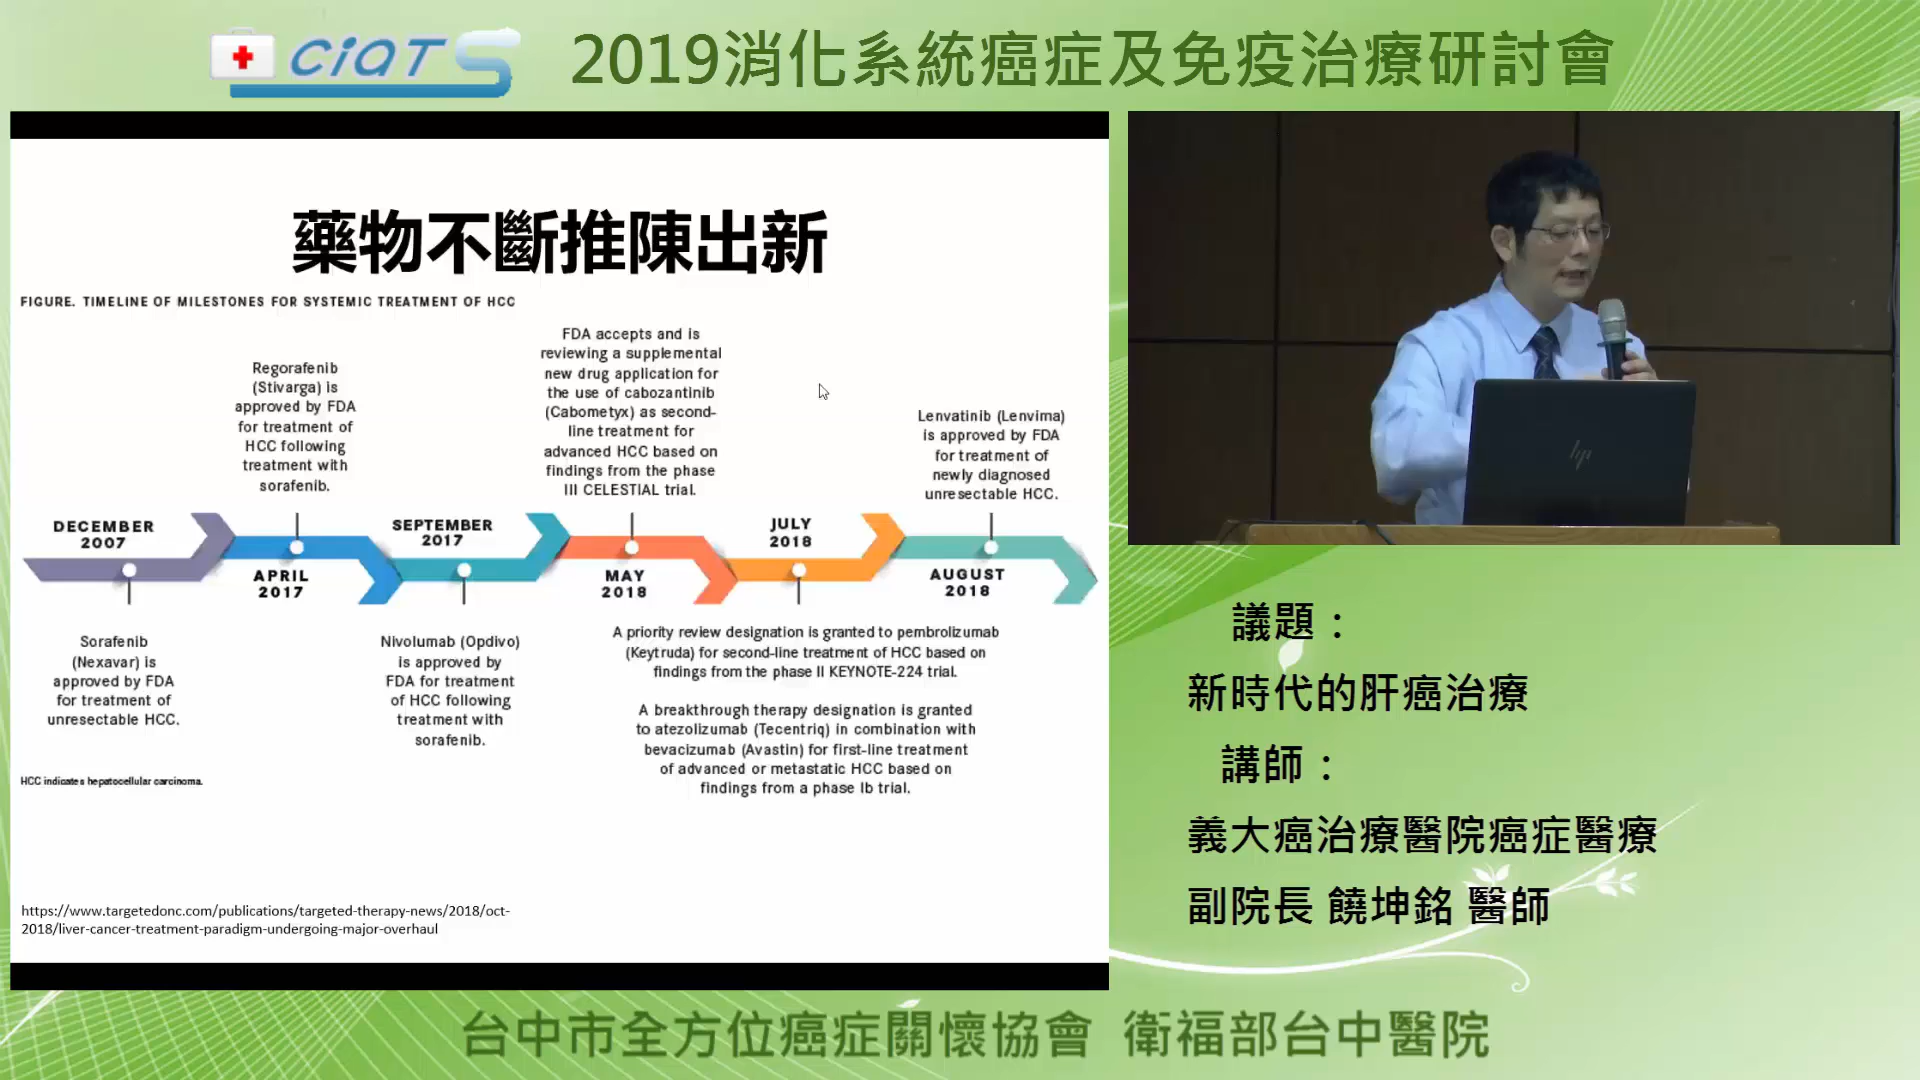 CiATS
2019消化系統癌症及免疫治療研討會
藥物不斷推陳出新
FIGURE. TIMELINE OF MILESTONES FOR SYSTEMIC TREATMENT OF HCC
DECEMBER
2007
Sorafenib
(Nexavar) is
approved by FDA
for treatment of
unresectable HCC.
Regorafenib
(Stivarga) is
approved by FDA
for treatment of
HCC following
treatment with
sorafenib.
APRIL
2017
SEPTEMBER
2017
Nivolumab (Opdivo)
is approved by
FDA for treatment
of HCC following
treatment with
sorafenib.
FDA accepts and is
reviewing a supplemental
new drug application for
the use of cabozantinib
(Cabometyx) as second-
line treatment for
advanced HCC based on
findings from the phase
III CELESTIAL trial.
MAY
2018
JULY
2018
A priority review designation is granted to pembrolizumab
(Keytruda) for second-line treatment of HCC based on
findings from the phase II KEYNOTE-224 trial.
A breakthrough therapy designation is granted
to atezolizumab (Tecentriq) in combination with
bevacizumab (Avastin) for first-line treatment
of advanced or metastatic HCC based on
findings from a phase Ib trial.
Lenvatinib (Lenvima)
is approved by FDA
for treatment of
newly diagnosed
unresectable HCC.
AUGUST
2018
HCC indicates hepatocellular carcinoma.
https://www.targetedonc.com/publications/targeted-therapy-news/2018/oct-
2018/liver-cancer-treatment-paradigm-undergoing-major-overhaul
hp
議題：
新時代的肝癌治療
講師：
義大癌治療醫院癌症醫療
副院長 饒坤銘 醫師
台中市全方位癌症關懷協會 衛福部台中醫院